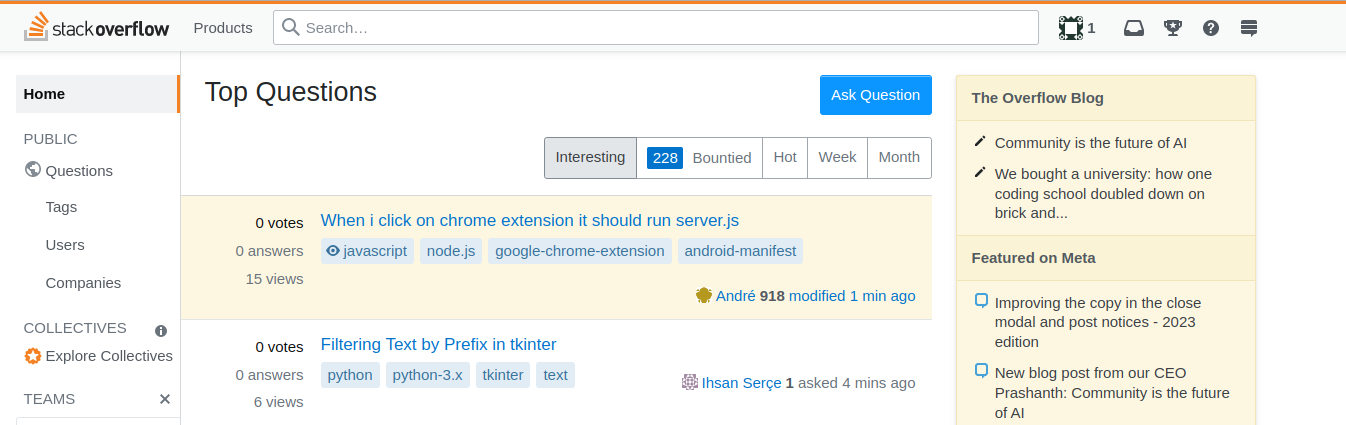 stackoverflow Products Search… 1
Home
PUBLIC
Questions
Tags
Users
Companies
COLLECTIVES
Explore Collectives
TEAMS
Top Questions
Ask Question
Interesting 228 Bountied Hot Week Month
0 votes
0 answers
15 views
When i click on chrome extension it should run server.js
javascript node.js google-chrome-extension android-manifest
André 918 modified 1 min ago
0 votes
0 answers
6 views
Filtering Text by Prefix in tkinter
python python-3.x tkinter text
Ihsan Serçe 1 asked 4 mins ago
The Overflow Blog
Community is the future of AI
We bought a university: how one
coding school doubled down on
brick and...
Featured on Meta
Improving the copy in the close
modal and post notices - 2023
edition
New blog post from our CEO
Prashanth: Community is the future
of AI